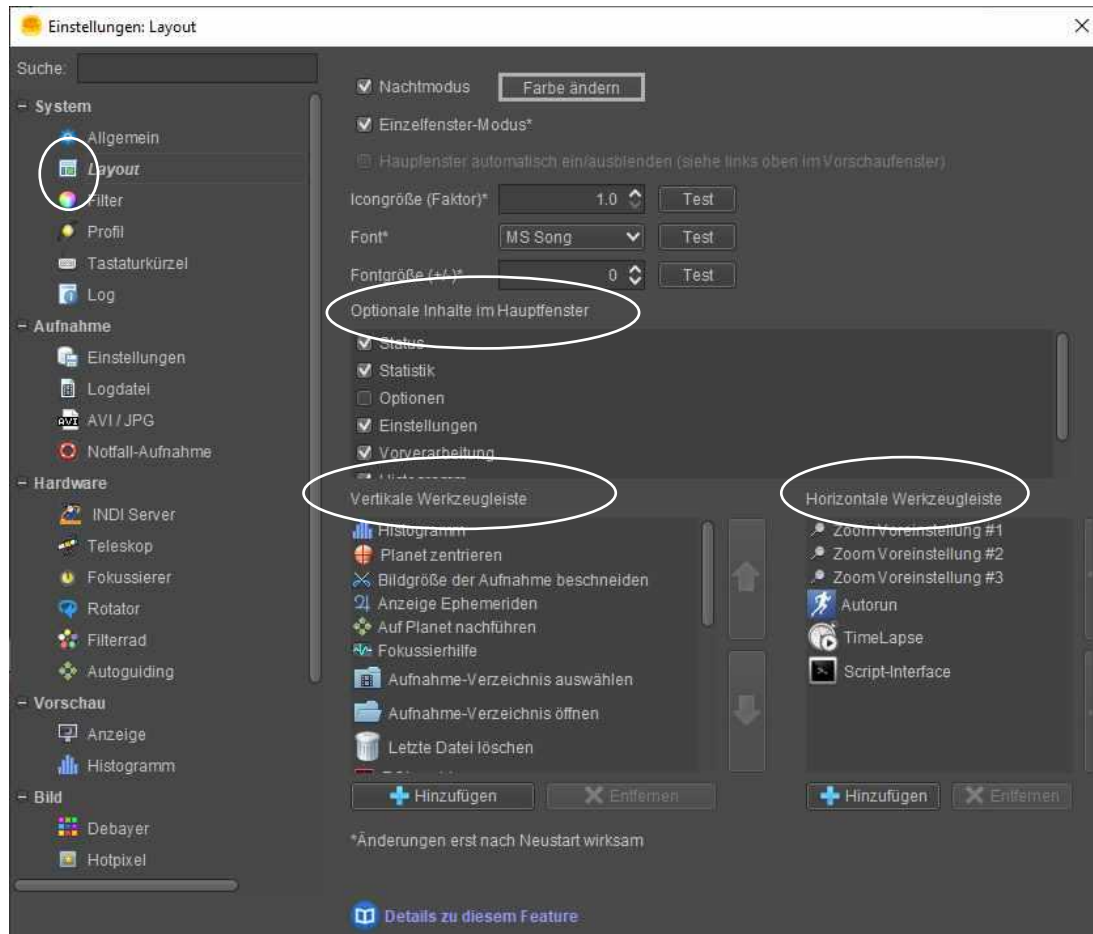 Einstellungen: Layout
Suche:
System
Allgemein
Layout
Filter
Profil
Tastaturkürzel
Log
Aufnahme
Einstellungen
Logdatei
AVI AVI / JPG
Notfall-Aufnahme
Hardware
INDI Server
Teleskop
Fokussierer
Rotator
Filterrad
Autoguiding
Vorschau
Anzeige
Histogramm
Bild
Debayer
Hotpixel
Nachtmodus Farbe ändern
Einzelfenster-Modus*
Haupfenster automatisch ein/ausblenden (siehe links oben im Vorschaufenster)
Icongröße (Faktor)* 1.0 Test
Font* MS Song Test
Fontgröße (+/-)* 0 Test
Optionale Inhalte im Hauptfenster
Status
Statistik
Optionen
Einstellungen
Vorverarbeitung
Histogramm
Vertikale Werkzeugleiste
Histogramm
Planet zentrieren
Bildgröße der Aufnahme beschneiden
Anzeige Ephemeriden
Auf Planet nachführen
Fokussierhilfe
Aufnahme-Verzeichnis auswählen
Aufnahme-Verzeichnis öffnen
Letzte Datei löschen
Hinzufügen Entfernen
Horizontale Werkzeugleiste
Zoom Voreinstellung #1
Zoom Voreinstellung #2
Zoom Voreinstellung #3
Autorun
TimeLapse
Script-Interface
Hinzufügen Entfernen
*Änderungen erst nach Neustart wirksam
Details zu diesem Feature